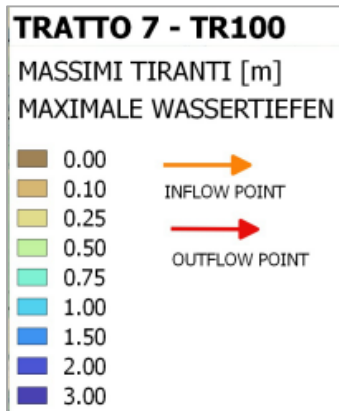 TRATTO 7 - TR100
MASSIMI TIRANTI [m]
MAXIMALE WASSERTIEFEN
0.00
0.10
0.25
0.50
0.75
1.00
1.50
2.00
3.00
INFLOW POINT
OUTFLOW POINT